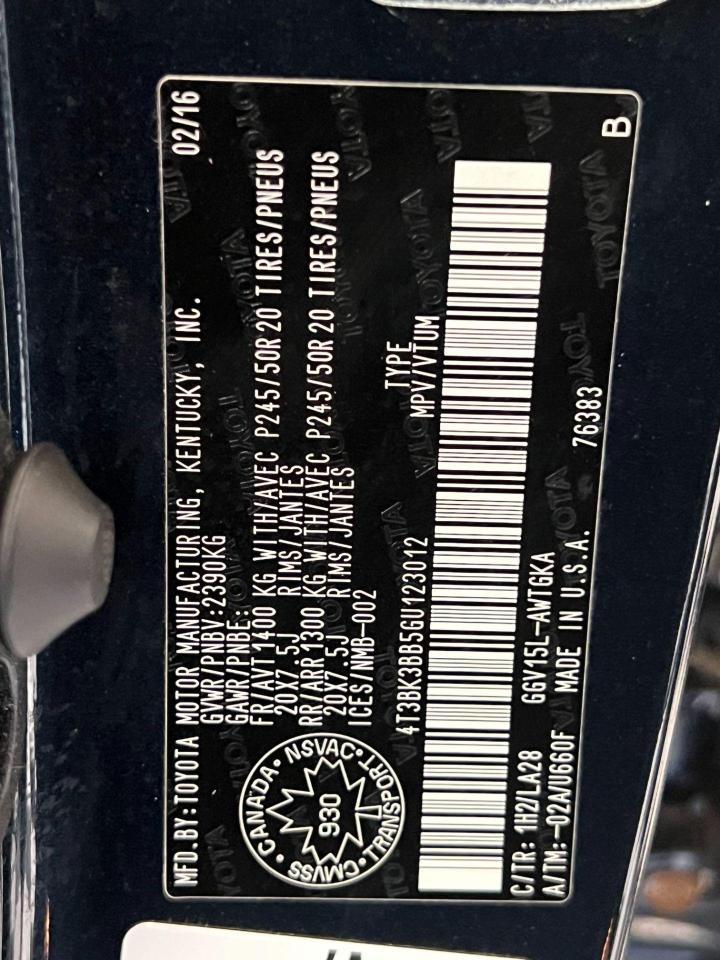 MFD.BY:TOYOTA MOTOR MANUFACTURING, KENTUCKY, INC. 02/16
GVWR/PNBV:2390KG
GAWR/PNBE:
FR/AVT1400 KG WITH/AVEC P245/50R20 TIRES/PNEUS
20X7.5J RIMS/JANTES
RR/ARR1300 KG WITH/AVEC P245/50R20 TIRES/PNEUS
20X7.5J RIMS/JANTES
ICES/NMB-002
CANADA • NSVAC • TRANSPORT • CMVSS
930
TYPE
4T3BK3BB5GU123012 MPV/VTUM
C/TR: 1H2/LA28 GGV15L-AWTGKA 76383
A/TM:-02A/U660F MADE IN U.S.A.
B